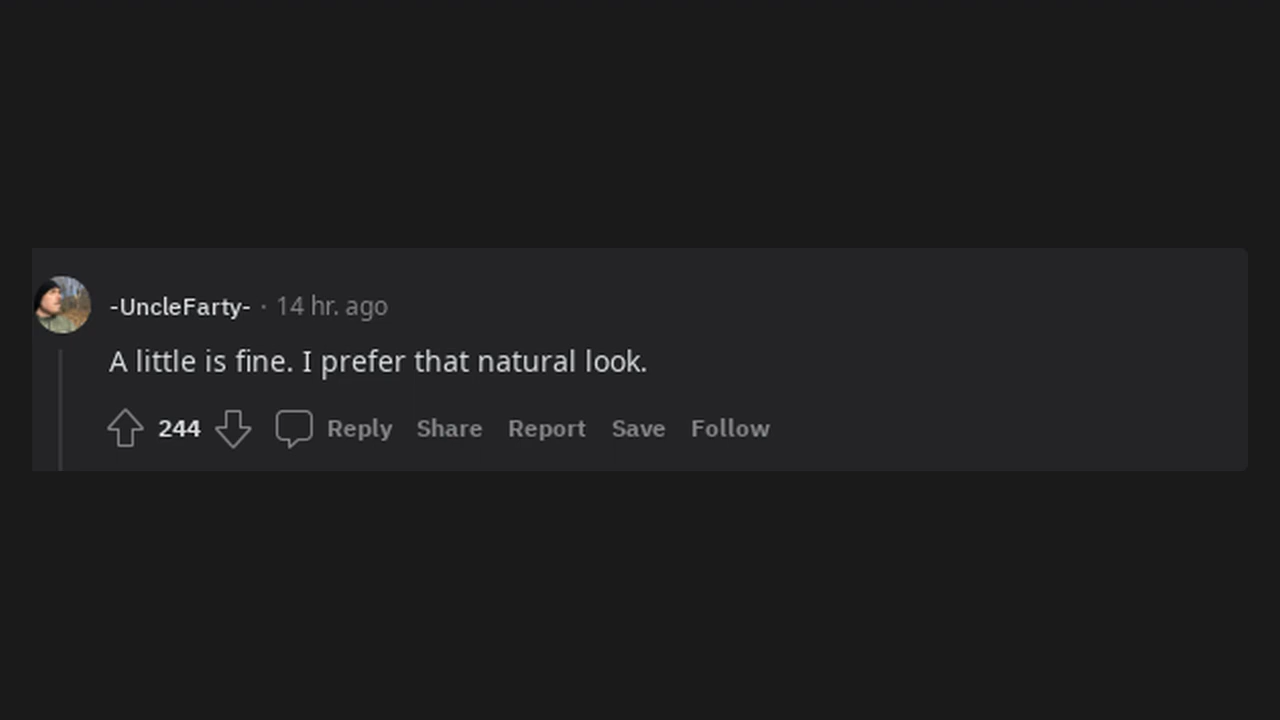 -UncleFarty- · 14 hr. ago
A little is fine. I prefer that natural look.
244 Reply Share Report Save Follow